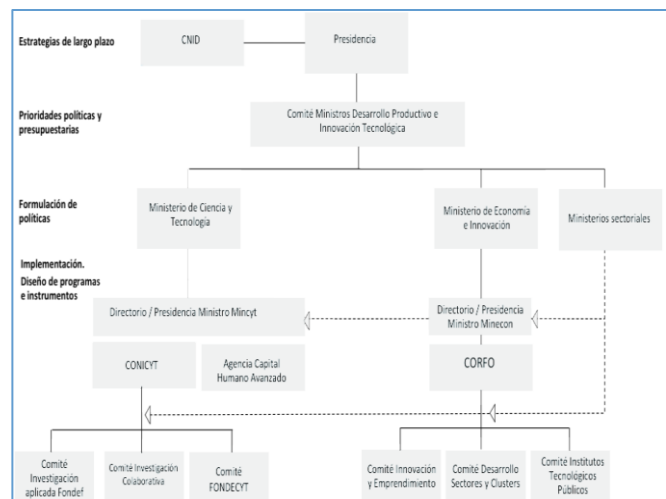 Estrategias de largo plazo
CNID
Presidencia
Prioridades políticas y
presupuestarias
Comité Ministros Desarrollo Productivo e
Innovación Tecnológica
Formulación de
políticas
Ministerio de Ciencia y
Tecnología
Ministerio de Economía
e Innovación
Ministerios sectoriales
Implementación.
Diseño de programas
e instrumentos
Directorio / Presidencia Ministro Mincyt
Directorio / Presidencia
Ministro Minecon
CONICYT
Agencia Capital
Humano Avanzado
CORFO
Comité
Investigación
aplicada Fondef
Comité Investigación
Colaborativa
Comité
FONDECYT
Comité Innovación
y Emprendimiento
Comité Desarrollo
Sectores y Clusters
Comité Institutos
Tecnológicos
Públicos